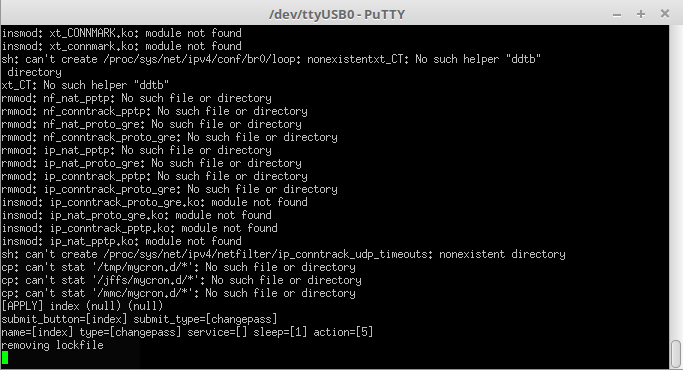 /dev/ttyUSB0 - PuTTY
insmod: xt_CONNMARK.ko: module not found
insmod: xt_connmark.ko: module not found
sh: can't create /proc/sys/net/ipv4/conf/br0/loop: nonexistentxt_CT: No such helper "ddtb"
directory
xt_CT: No such helper "ddtb"
rmmod: nf_nat_pptp: No such file or directory
rmmod: nf_conntrack_pptp: No such file or directory
rmmod: nf_nat_proto_gre: No such file or directory
rmmod: nf_conntrack_proto_gre: No such file or directory
rmmod: ip_nat_pptp: No such file or directory
rmmod: ip_nat_proto_gre: No such file or directory
rmmod: ip_conntrack_pptp: No such file or directory
rmmod: ip_conntrack_proto_gre: No such file or directory
insmod: ip_conntrack_proto_gre.ko: module not found
insmod: ip_nat_proto_gre.ko: module not found
insmod: ip_conntrack_pptp.ko: module not found
insmod: ip_nat_pptp.ko: module not found
sh: can't create /proc/sys/net/ipv4/netfilter/ip_conntrack_udp_timeouts: nonexistent directory
cp: can't stat '/tmp/mycron.d/*': No such file or directory
cp: can't stat '/jffs/mycron.d/*': No such file or directory
cp: can't stat '/mmc/mycron.d/*': No such file or directory
[APPLY] index (null) (null)
submit_button=[index] submit_type=[changepass]
name=[index] type=[changepass] service=[] sleep=[1] action=[5]
removing lockfile